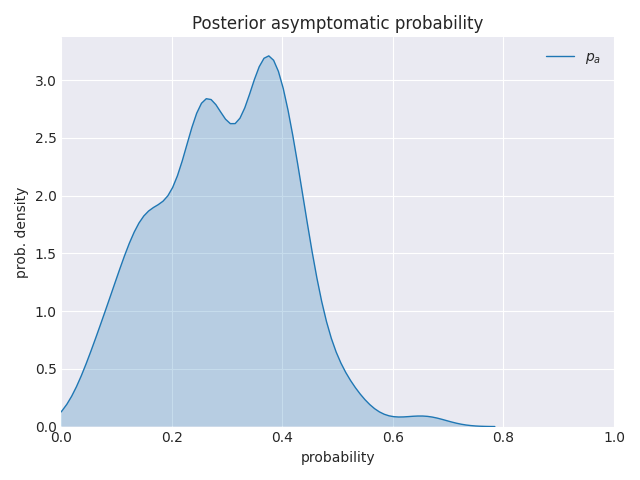 Posterior asymptomatic probability
pₐ
prob. density
3.0
2.5
2.0
1.5
1.0
0.5
0.0
0.0 0.2 0.4 0.6 0.8 1.0
probability